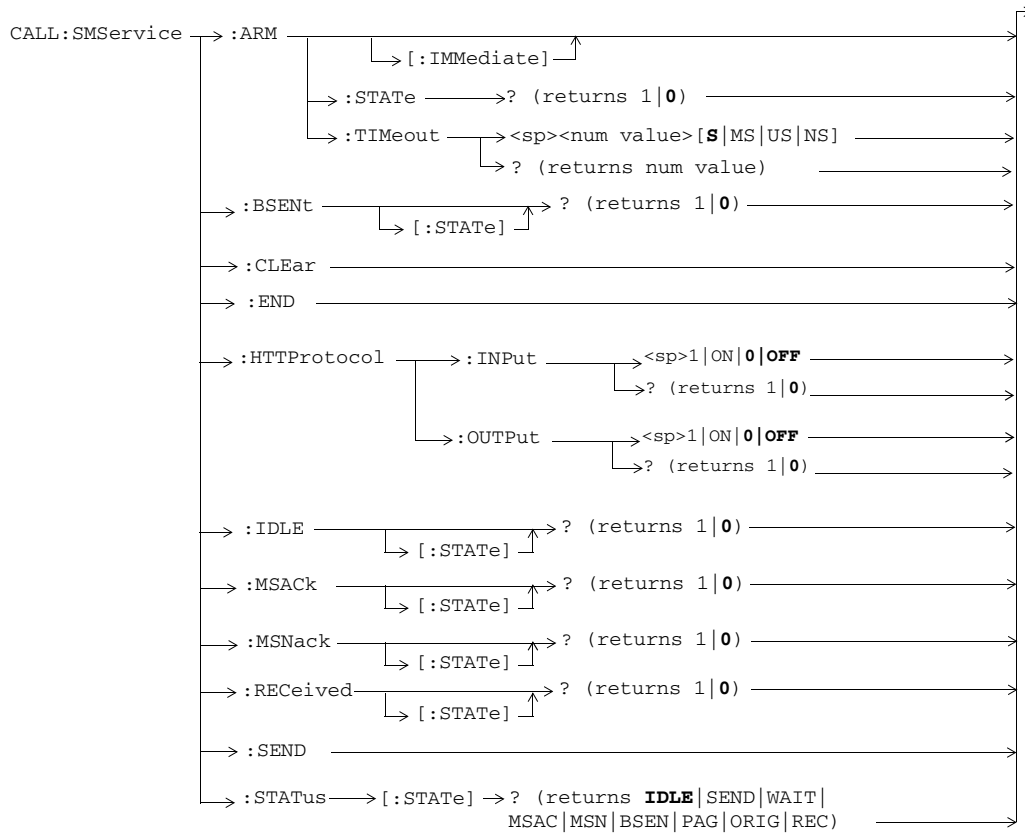 CALL:SMService :ARM
[:IMMediate]
:STATe ? (returns 1|0)
:TIMeout <sp><num value>[S|MS|US|NS]
? (returns num value)
:BSENt ? (returns 1|0)
[:STATe]
:CLEar
:END
:HTTProtocol :INPut <sp>1|ON|0|OFF
? (returns 1|0)
:OUTPut <sp>1|ON|0|OFF
? (returns 1|0)
:IDLE ? (returns 1|0)
[:STATe]
:MSACk ? (returns 1|0)
[:STATe]
:MSNack ? (returns 1|0)
[:STATe]
:RECeived ? (returns 1|0)
[:STATe]
:SEND
:STATus [:STATe] ? (returns IDLE|SEND|WAIT|
MSAC|MSN|BSEN|PAG|ORIG|REC)